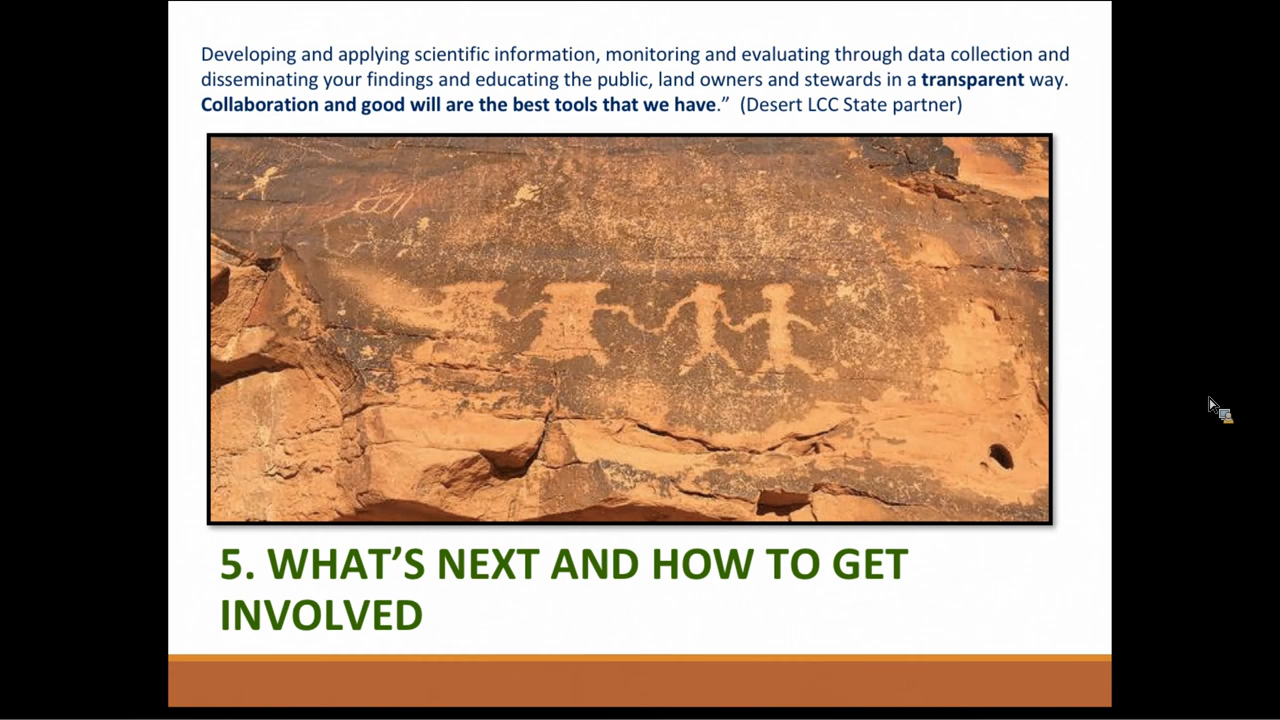 Developing and applying scientific information, monitoring and evaluating through data collection and
disseminating your findings and educating the public, land owners and stewards in a transparent way.
Collaboration and good will are the best tools that we have.”  (Desert LCC State partner)
5. WHAT’S NEXT AND HOW TO GET
INVOLVED